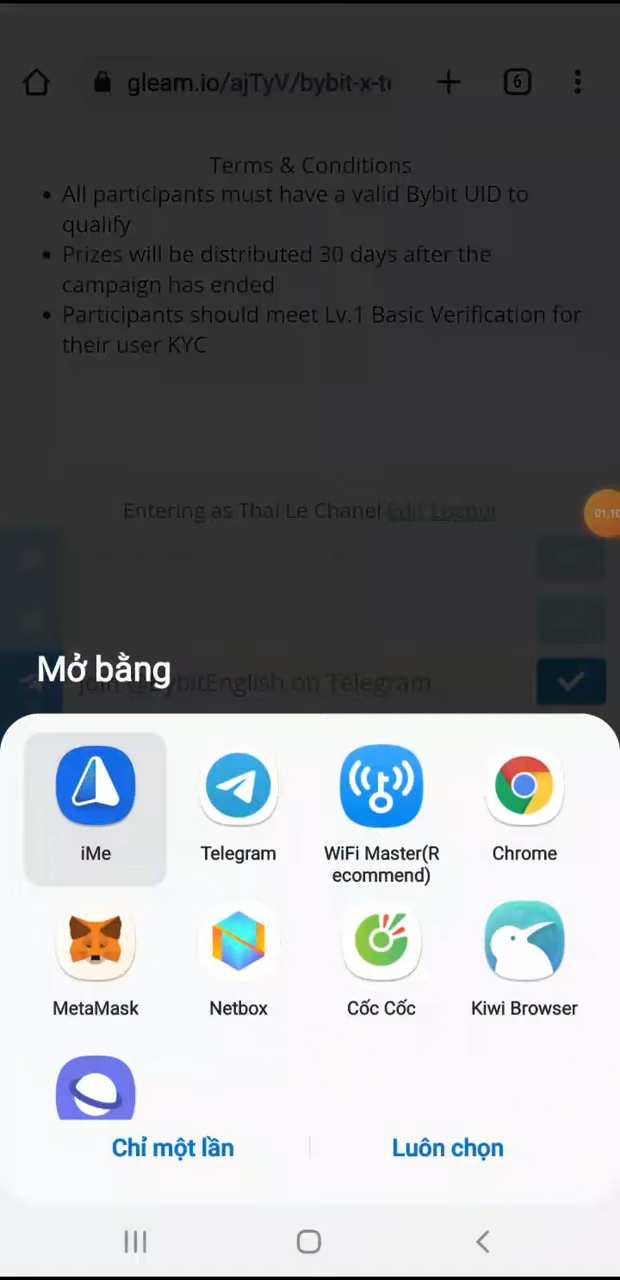 gleam.io/ajTyV/bybit-x-t
6
Terms & Conditions
• All participants must have a valid Bybit UID to
qualify
• Prizes will be distributed 30 days after the
campaign has ended
• Participants should meet Lv.1 Basic Verification for
their user KYC
Entering as Thai Le Chanel Edit Logout
01.10
Mở bằng
Join @BybitEnglish on Telegram
iMe
Telegram
WiFi Master(R
ecommend)
Chrome
MetaMask
Netbox
Cốc Cốc
Kiwi Browser
Chỉ một lần
Luôn chọn